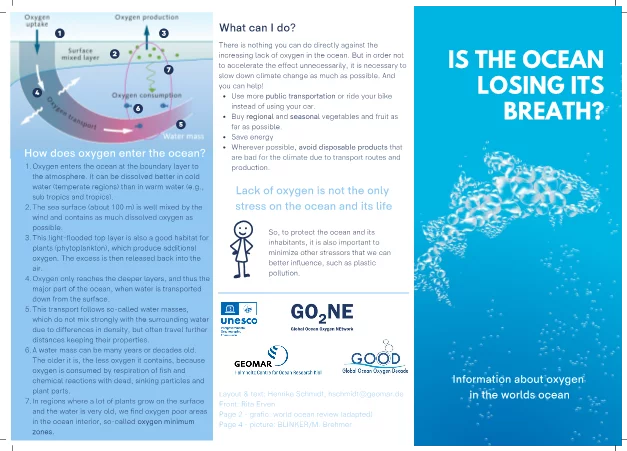 Oxygen uptake
Oxygen production
1
3
Surface
mixed layer
2
7
4
Oxygen consumption
6
Oxygen transport
5
Water mass
How does oxygen enter the ocean?
1. Oxygen enters the ocean at the boundary layer to
the atmosphere. It can be dissolved better in cold
water (temperate regions) than in warm water (e.g.,
sub tropics and tropics).
2. The sea surface (about 100 m) is well mixed by the
wind and contains as much dissolved oxygen as
possible.
3. This light-flooded top layer is also a good habitat for
plants (phytoplankton), which produce additional
oxygen. The excess is then released back into the
air.
4. Oxygen only reaches the deeper layers, and thus the
major part of the ocean, when water is transported
down from the surface.
5. This transport follows so-called water masses,
which do not mix strongly with the surrounding water
due to differences in density, but often travel further
distances keeping their properties.
6. A water mass can be many years or decades old.
The older it is, the less oxygen it contains, because
oxygen is consumed by respiration of fish and
chemical reactions with dead, sinking particles and
plant parts.
7. In regions where a lot of plants grow on the surface
and the water is very old, we find oxygen poor areas
in the ocean interior, so-called oxygen minimum
zones.
What can I do?
There is nothing you can do directly against the
increasing lack of oxygen in the ocean. But in order not
to accelerate the effect unnecessarily, it is necessary to
slow down climate change as much as possible. And
you can help!
• Use more public transportation or ride your bike
instead of using your car.
• Buy regional and seasonal vegetables and fruit as
far as possible.
• Save energy
• Wherever possible, avoid disposable products that
are bad for the climate due to transport routes and
production.
Lack of oxygen is not the only
stress on the ocean and its life
So, to protect the ocean and its
inhabitants, it is also important to
minimize other stressors that we can
better influence, such as plastic
pollution.
unesco
Intergovernmental
Oceanographic
Commission
GO2NE
Global Ocean Oxygen NEtwork
GEOMAR
Helmholtz Centre for Ocean Research Kiel
GOOD
Global Ocean Oxygen Decade
Layout & text: Henrike Schmidt, hschmidt@geomar.de
Front: Rita Erven
Page 2 - grafic: world ocean review (adapted)
Page 4 - picture: BLINKER/M. Brehmer
IS THE OCEAN
LOSING ITS
BREATH?
Information about oxygen
in the worlds ocean